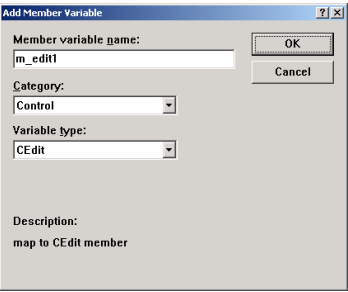 Add Member Variable
Member variable name:
OK
m_edit1
Cancel
Category:
Control
Variable type:
CEdit
Description:
map to CEdit member